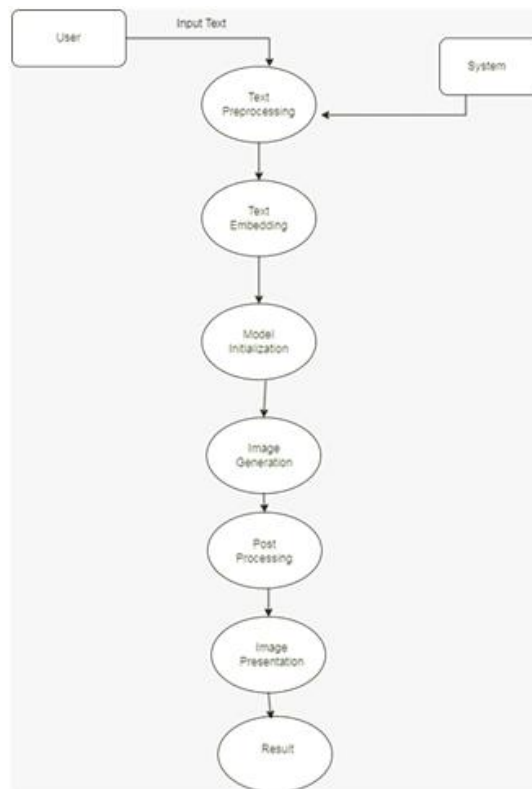 User
Input Text
System
Text
Preprocessing
Text
Embedding
Model
Initialization
Image
Generation
Post
Processing
Image
Presentation
Result